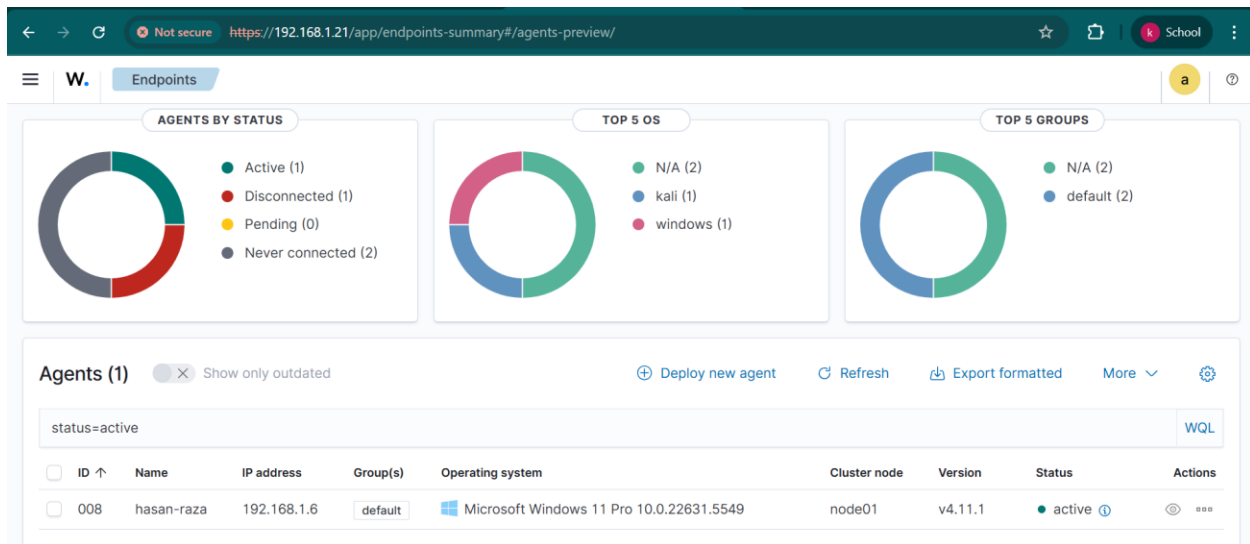 Not secure https://192.168.1.21/app/endpoints-summary#/agents-preview/ k School
W. Endpoints a
AGENTS BY STATUS
Active (1)
Disconnected (1)
Pending (0)
Never connected (2)
TOP 5 OS
N/A (2)
kali (1)
windows (1)
TOP 5 GROUPS
N/A (2)
default (2)
Agents (1) Show only outdated Deploy new agent Refresh Export formatted More
status=active WQL
ID Name IP address Group(s) Operating system Cluster node Version Status Actions
008 hasan-raza 192.168.1.6 default Microsoft Windows 11 Pro 10.0.22631.5549 node01 v4.11.1 active